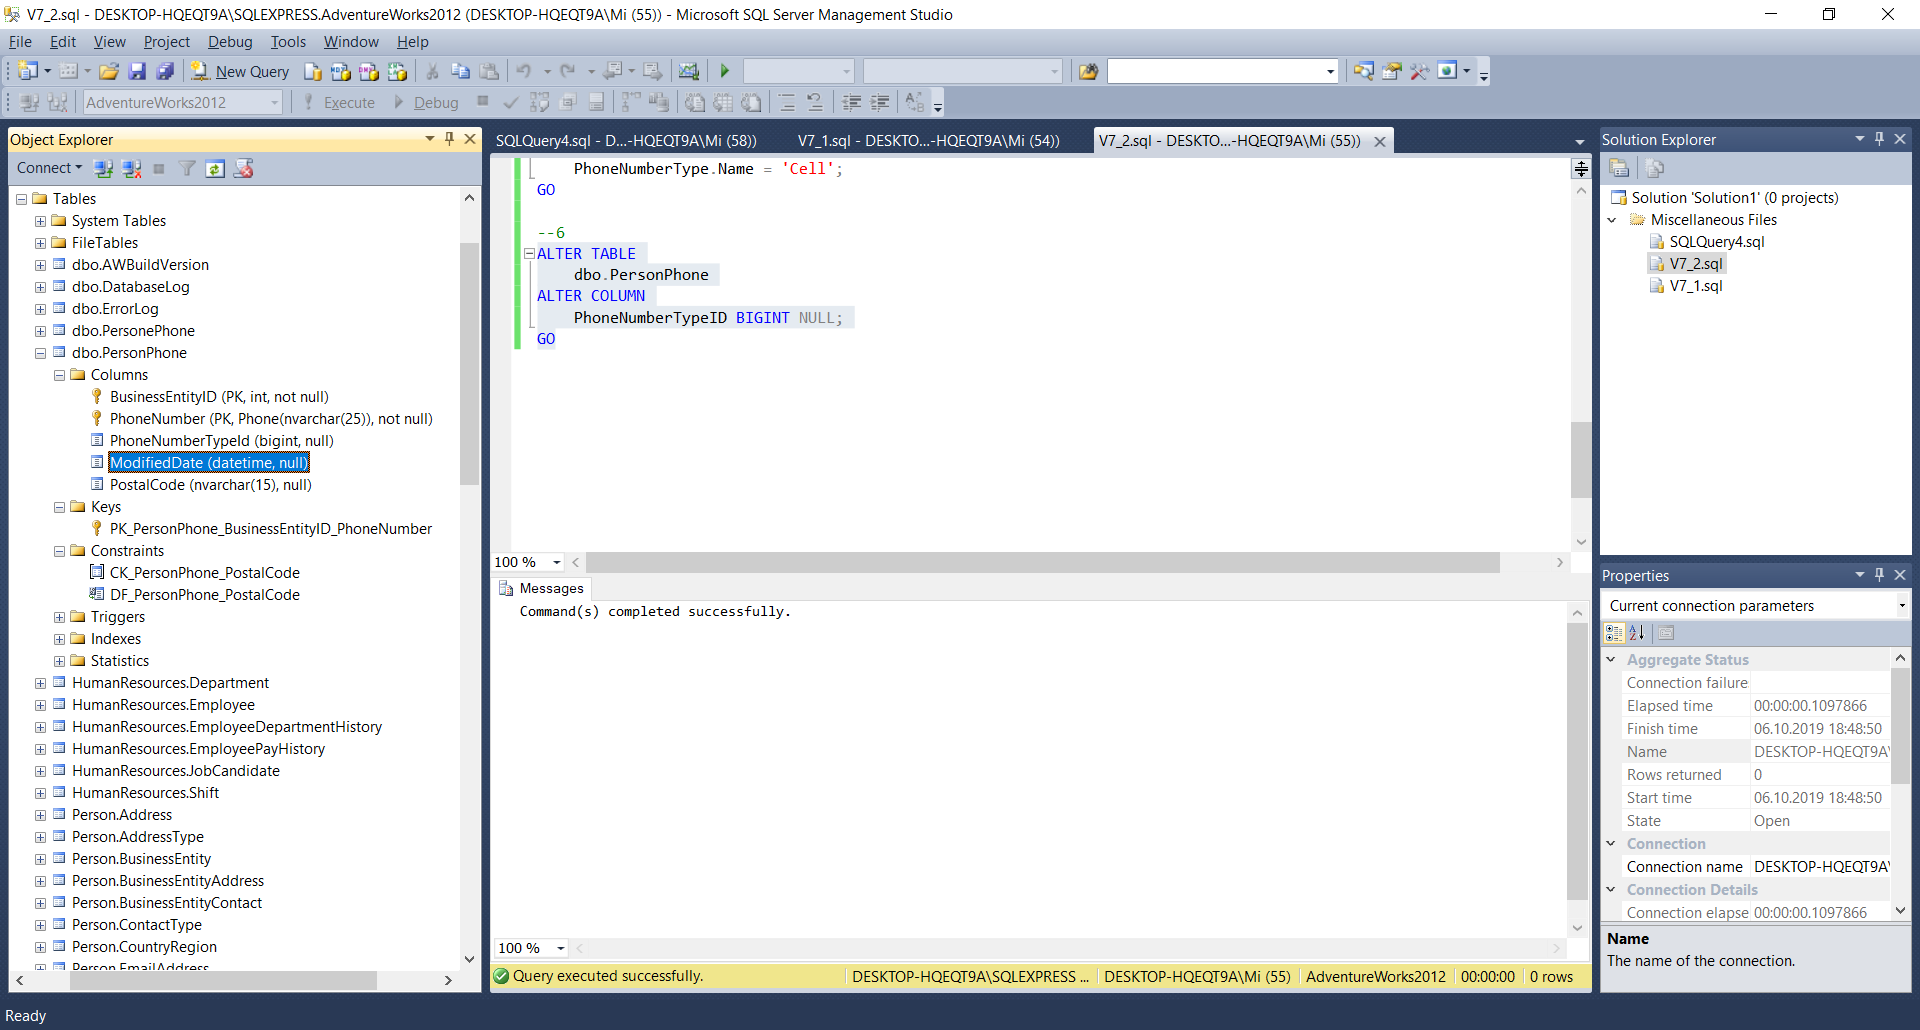 V7_2.sql - DESKTOP-HQEQT9A\SQLEXPRESS.AdventureWorks2012 (DESKTOP-HQEQT9A\Mi (55)) - Microsoft SQL Server Management Studio
File Edit View Project Debug Tools Window Help
New Query
AdventureWorks2012 Execute Debug
Object Explorer
Connect
Tables
System Tables
FileTables
dbo.AWBuildVersion
dbo.DatabaseLog
dbo.ErrorLog
dbo.PersonePhone
dbo.PersonPhone
Columns
BusinessEntityID (PK, int, not null)
PhoneNumber (PK, Phone(nvarchar(25)), not null)
PhoneNumberTypeId (bigint, null)
ModifiedDate (datetime, null)
PostalCode (nvarchar(15), null)
Keys
PK_PersonPhone_BusinessEntityID_PhoneNumber
Constraints
CK_PersonPhone_PostalCode
DF_PersonPhone_PostalCode
Triggers
Indexes
Statistics
HumanResources.Department
HumanResources.Employee
HumanResources.EmployeeDepartmentHistory
HumanResources.EmployeePayHistory
HumanResources.JobCandidate
HumanResources.Shift
Person.Address
Person.AddressType
Person.BusinessEntity
Person.BusinessEntityAddress
Person.BusinessEntityContact
Person.ContactType
Person.CountryRegion
Person.EmailAddress
SQLQuery4.sql - D...-HQEQT9A\Mi (58)) V7_1.sql - DESKTO...-HQEQT9A\Mi (54)) V7_2.sql - DESKTO...-HQEQT9A\Mi (55))
PhoneNumberType.Name = 'Cell';
GO
--6
ALTER TABLE
dbo.PersonPhone
ALTER COLUMN
PhoneNumberTypeID BIGINT NULL;
GO
100 %
Messages
Command(s) completed successfully.
100 %
Query executed successfully. DESKTOP-HQEQT9A\SQLEXPRESS ... DESKTOP-HQEQT9A\Mi (55) AdventureWorks2012 00:00:00 0 rows
Solution Explorer
Solution 'Solution1' (0 projects)
Miscellaneous Files
SQLQuery4.sql
V7_2.sql
V7_1.sql
Properties
Current connection parameters
Aggregate Status
Connection failure
Elapsed time 00:00:00.1097866
Finish time 06.10.2019 18:48:50
Name DESKTOP-HQEQT9A\
Rows returned 0
Start time 06.10.2019 18:48:50
State Open
Connection
Connection name DESKTOP-HQEQT9A\
Connection Details
Connection elapse 00:00:00.1097866
Name
The name of the connection.
Ready